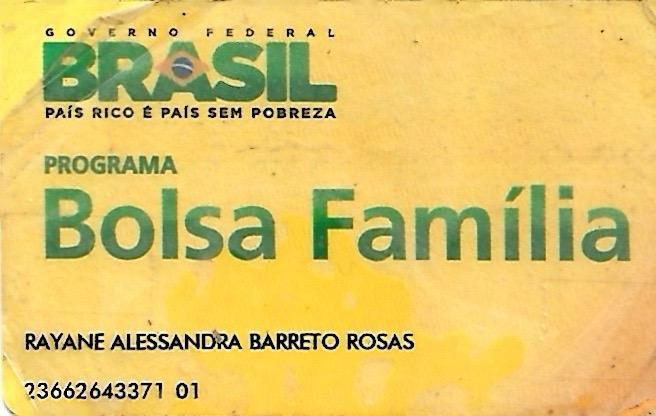 GOVERNO FEDERAL
BRASIL
PAÍS RICO É PAÍS SEM POBREZA
PROGRAMA
Bolsa Família
RAYANE ALESSANDRA BARRETO ROSAS
23662643371 01